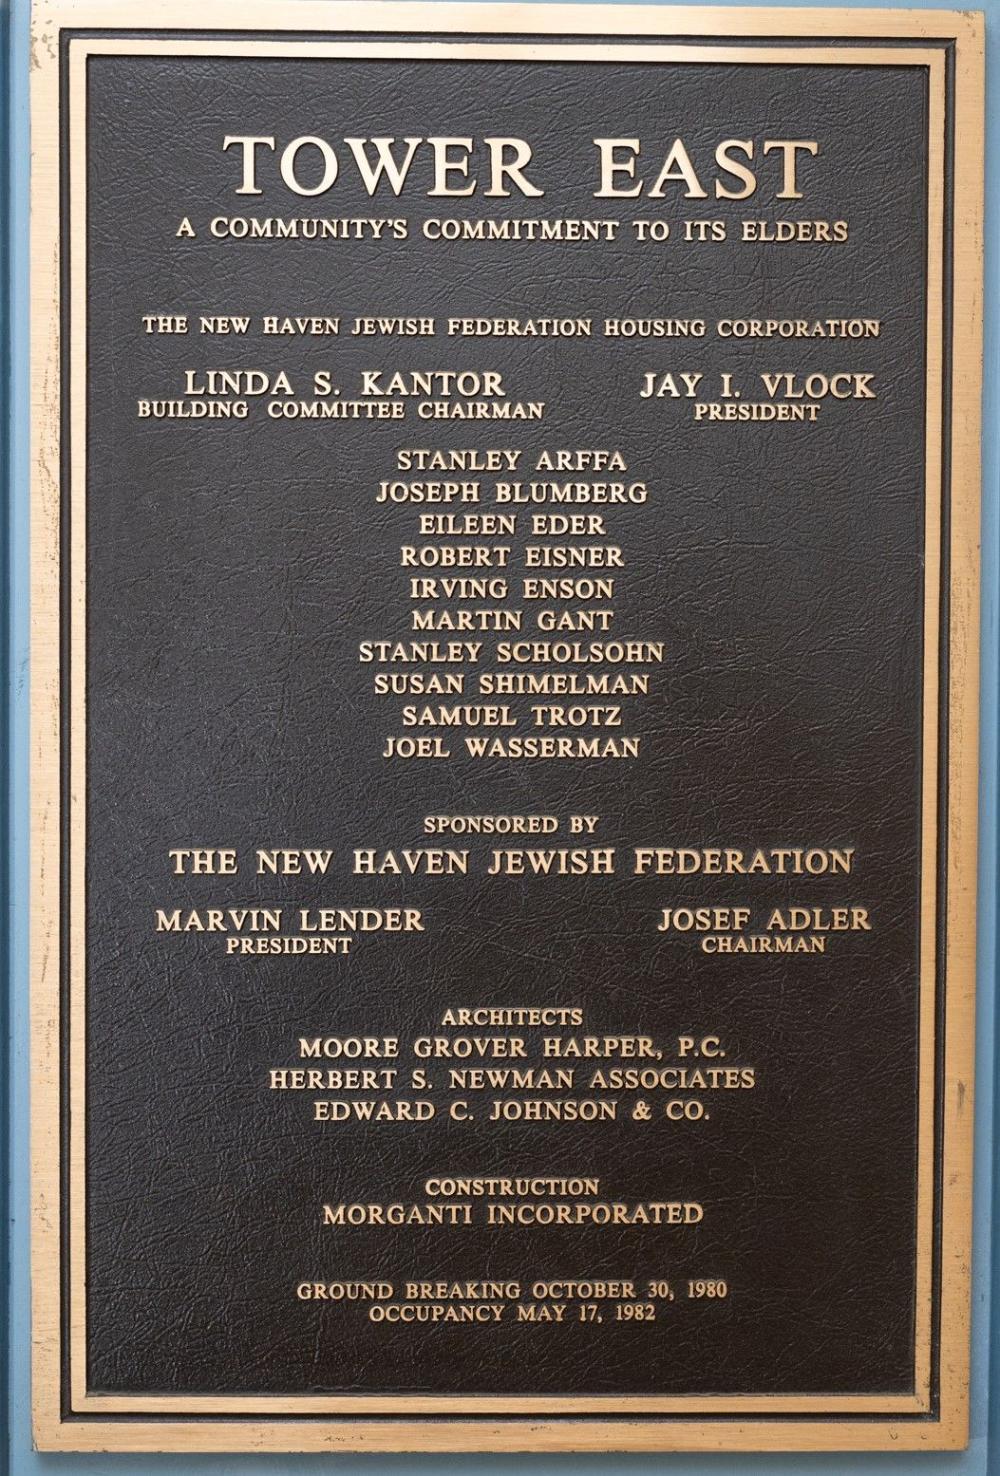 TOWER EAST
A COMMUNITY'S COMMITMENT TO ITS ELDERS
THE NEW HAVEN JEWISH FEDERATION HOUSING CORPORATION
LINDA S. KANTOR JAY I. VLOCK
BUILDING COMMITTEE CHAIRMAN PRESIDENT
STANLEY ARFFA
JOSEPH BLUMBERG
EILEEN EDER
ROBERT EISNER
IRVING ENSON
MARTIN GANT
STANLEY SCHOLSOHN
SUSAN SHIMELMAN
SAMUEL TROTZ
JOEL WASSERMAN
SPONSORED BY
THE NEW HAVEN JEWISH FEDERATION
MARVIN LENDER JOSEF ADLER
PRESIDENT CHAIRMAN
ARCHITECTS
MOORE GROVER HARPER, P.C.
HERBERT S. NEWMAN ASSOCIATES
EDWARD C. JOHNSON & CO.
CONSTRUCTION
MORGANTI INCORPORATED
GROUND BREAKING OCTOBER 30, 1980
OCCUPANCY MAY 17, 1982